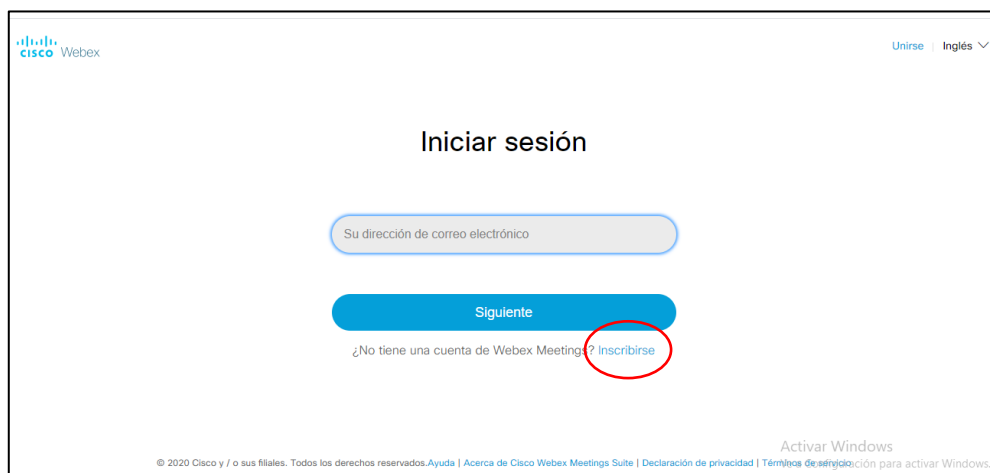 CISCO Webex
Unirse | Inglés
Iniciar sesión
Su dirección de correo electrónico
Siguiente
¿No tiene una cuenta de Webex Meetings? Inscribirse
Activar Windows
© 2020 Cisco y / o sus filiales. Todos los derechos reservados.Ayuda | Acerca de Cisco Webex Meetings Suite | Declaración de privacidad | Términos de servicio
Ve a Configuración para activar Windows.